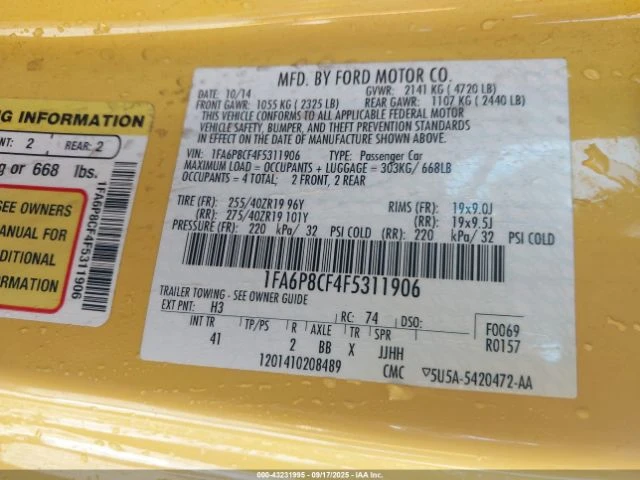 NG INFORMATION
NT: 2 REAR: 2
g or 668 lbs.
SEE OWNERS
MANUAL FOR
DDITIONAL
FORMATION
1FA6P8CF4F5311906
MFD. BY FORD MOTOR CO.
DATE: 10/14 GVWR: 2141 KG ( 4720 LB)
FRONT GAWR: 1055 KG ( 2325 LB) REAR GAWR: 1107 KG ( 2440 LB)
THIS VEHICLE CONFORMS TO ALL APPLICABLE FEDERAL MOTOR
VEHICLE SAFETY, BUMPER, AND THEFT PREVENTION STANDARDS
IN EFFECT ON THE DATE OF MANUFACTURE SHOWN ABOVE.
VIN: 1FA6P8CF4F5311906 TYPE: Passenger Car
MAXIMUM LOAD = OCCUPANTS + LUGGAGE = 303KG/ 668LB
OCCUPANTS = 4 TOTAL; 2 FRONT, 2 REAR
TIRE (FR): 255/40ZR19 96Y RIMS (FR): 19x9.0J
(RR): 275/40ZR19 101Y (RR): 19x9.5J
PRESSURE (FR): 220 kPa/ 32 PSI COLD (RR): 220 kPa/ 32 PSI COLD
1FA6P8CF4F5311906
TRAILER TOWING - SEE OWNER GUIDE
EXT PNT: H3 RC: 74 DSO: F0069
INT TR TP/PS R AXLE TR SPR R0157
41 2 BB X JJHH
1201410208489 CMC ▽5U5A-5420472-AA
000-43231995 09/17/2025 IAA INC.